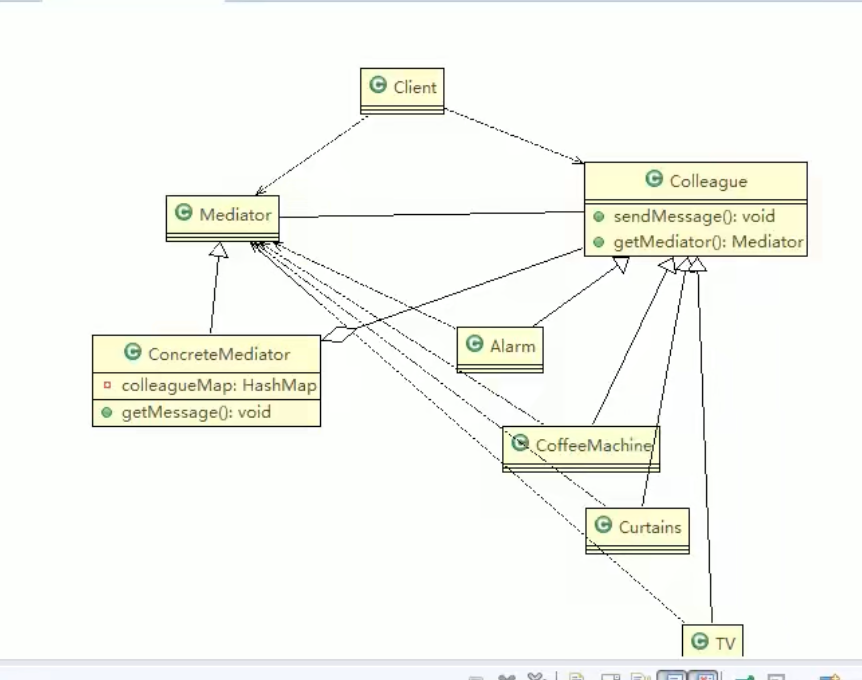 Client
Colleague
sendMessage(): void
getMediator(): Mediator
Mediator
ConcreteMediator
colleagueMap: HashMap
getMessage(): void
Alarm
CoffeeMachine
Curtains
TV